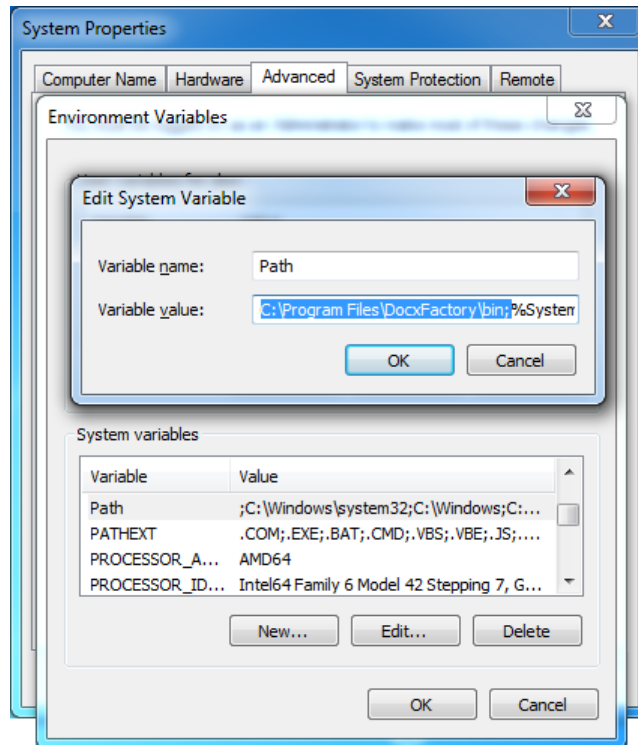 System Properties
Computer Name Hardware Advanced System Protection Remote
Environment Variables
Edit System Variable
Variable name: Path
Variable value: C:\Program Files\DocxFactory\bin;%System
OK Cancel
System variables
Variable Value
Path ;C:\Windows\system32;C:\Windows;C:...
PATHEXT .COM;.EXE;.BAT;.CMD;.VBS;.VBE;.JS;....
PROCESSOR_A... AMD64
PROCESSOR_ID... Intel64 Family 6 Model 42 Stepping 7, G...
New... Edit... Delete
OK Cancel